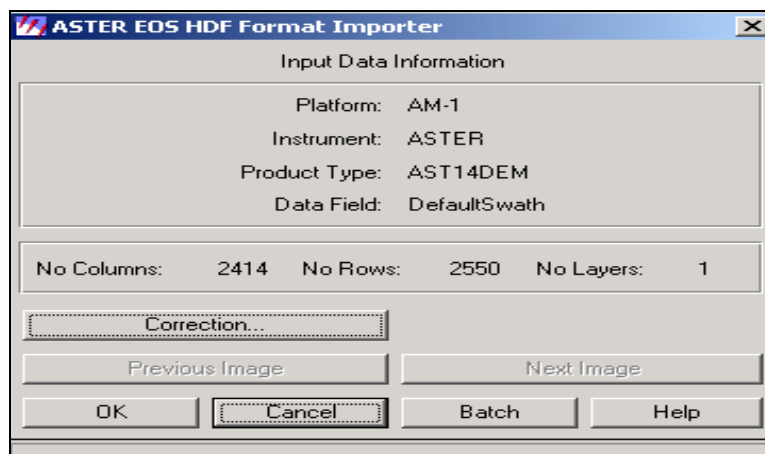 ASTER EOS HDF Format Importer
Input Data Information
Platform: AM-1
Instrument: ASTER
Product Type: AST14DEM
Data Field: DefaultSwath
No Columns: 2414 No Rows: 2550 No Layers: 1
Correction...
Previous Image Next Image
OK Cancel Batch Help